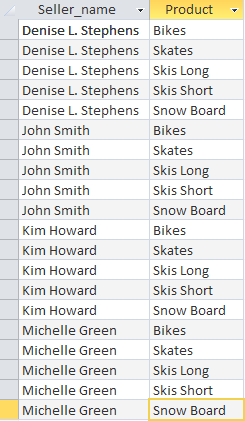 Seller_name Product
Denise L. Stephens Bikes
Denise L. Stephens Skates
Denise L. Stephens Skis Long
Denise L. Stephens Skis Short
Denise L. Stephens Snow Board
John Smith Bikes
John Smith Skates
John Smith Skis Long
John Smith Skis Short
John Smith Snow Board
Kim Howard Bikes
Kim Howard Skates
Kim Howard Skis Long
Kim Howard Skis Short
Kim Howard Snow Board
Michelle Green Bikes
Michelle Green Skates
Michelle Green Skis Long
Michelle Green Skis Short
Michelle Green Snow Board